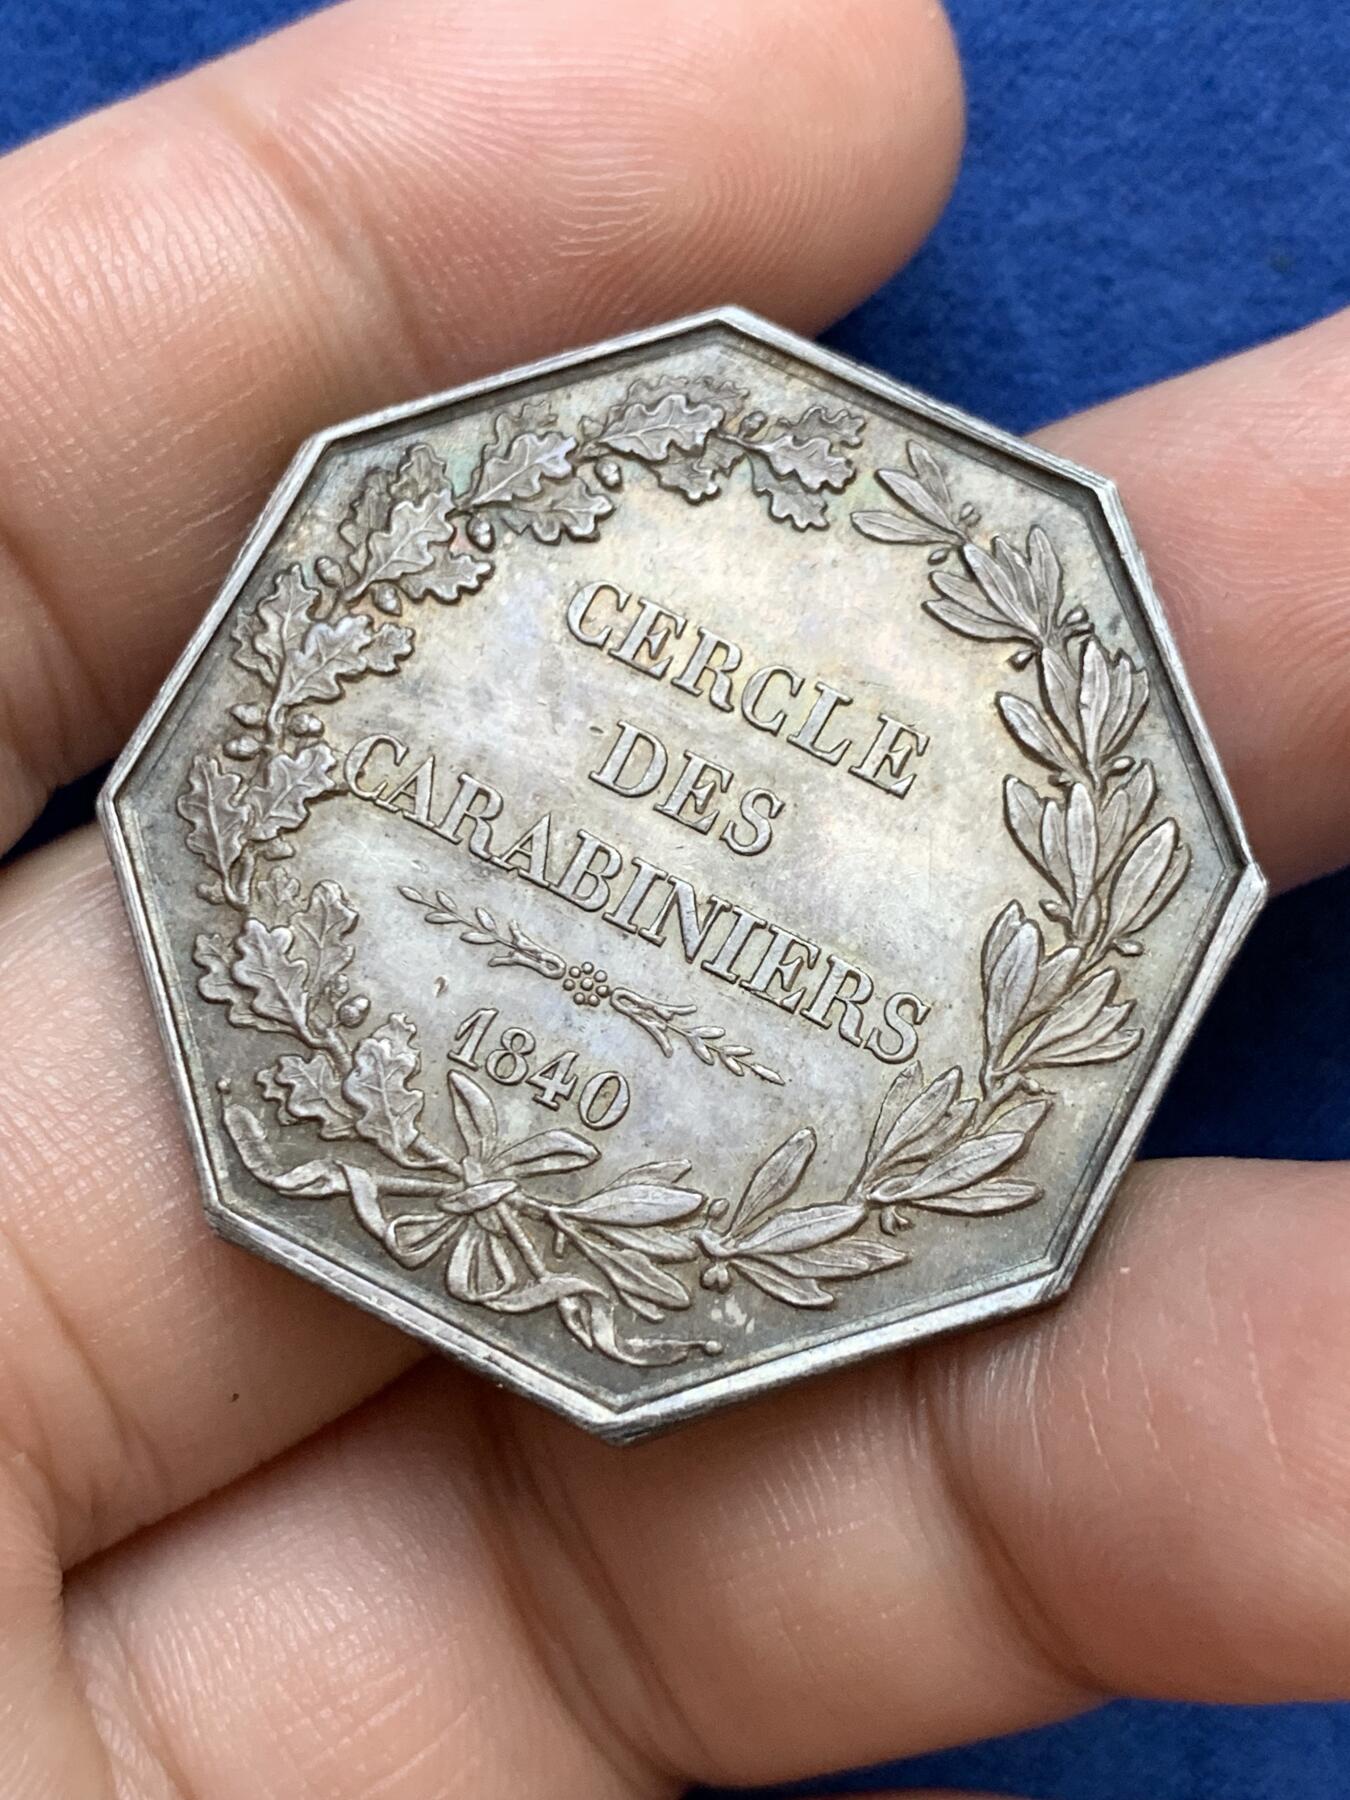 CERCLE
DES
CARABINIERS
1840